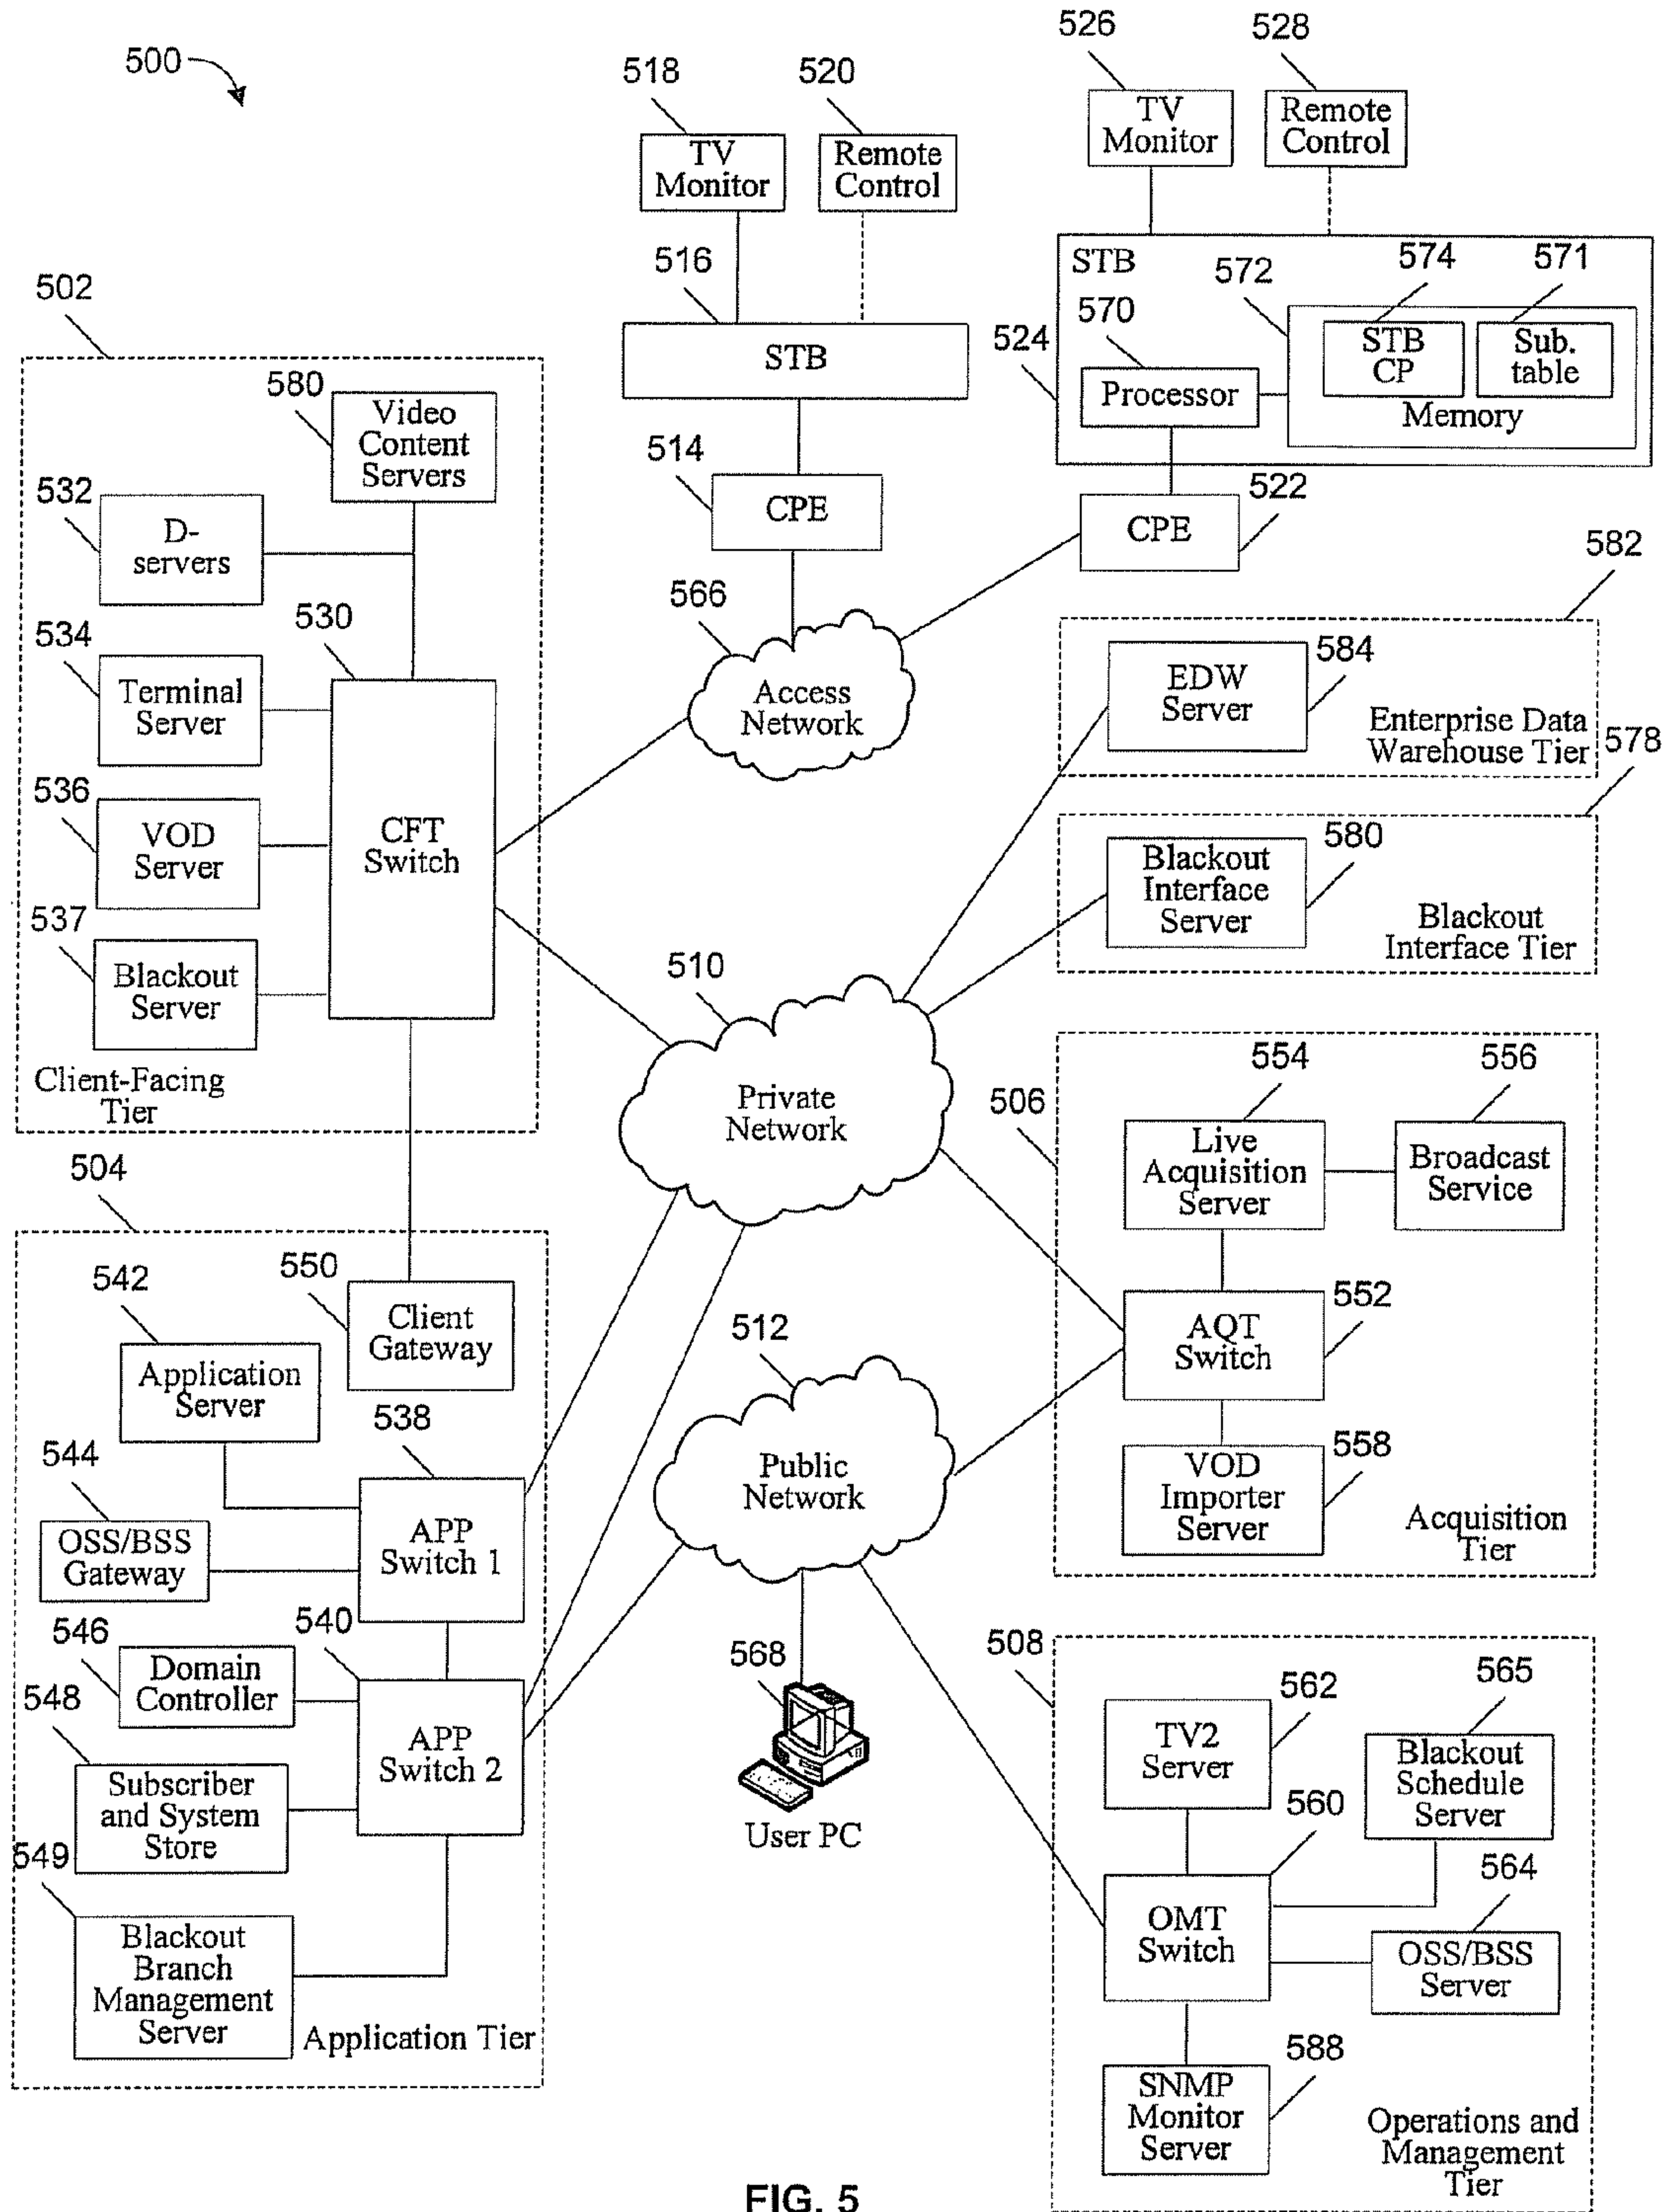 500
518
TV
Monitor
520
Remote
Control
526
TV
Monitor
528
Remote
Control
516
STB
514
CPE
566
Access
Network
STB
524
570
Processor
572
574
STB
CP
571
Sub.
table
Memory
522
CPE
502
580
Video
Content
Servers
532
D-
servers
534
Terminal
Server
530
CFT
Switch
536
VOD
Server
537
Blackout
Server
Client-Facing
Tier
582
584
EDW
Server
Enterprise Data
Warehouse Tier
578
580
Blackout
Interface
Server
Blackout
Interface Tier
510
Private
Network
506
554
Live
Acquisition
Server
556
Broadcast
Service
552
AQT
Switch
558
VOD
Importer
Server
Acquisition
Tier
512
Public
Network
568
User PC
504
550
Client
Gateway
542
Application
Server
538
APP
Switch 1
544
OSS/BSS
Gateway
546
Domain
Controller
540
APP
Switch 2
548
Subscriber
and System
Store
549
Blackout
Branch
Management
Server
Application Tier
508
562
TV2
Server
565
Blackout
Schedule
Server
560
OMT
Switch
564
OSS/BSS
Server
588
SNMP
Monitor
Server
Operations and
Management
Tier
FIG. 5